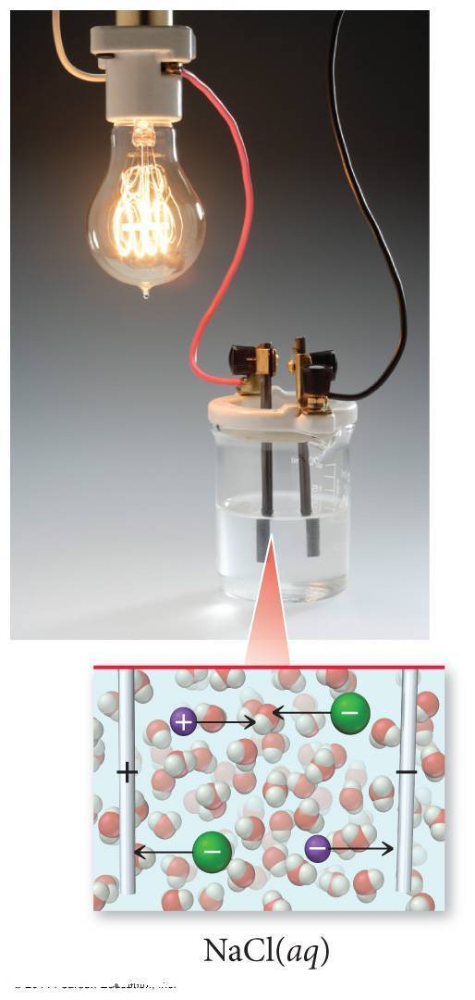 + −
+ −
− −
NaCl(aq)